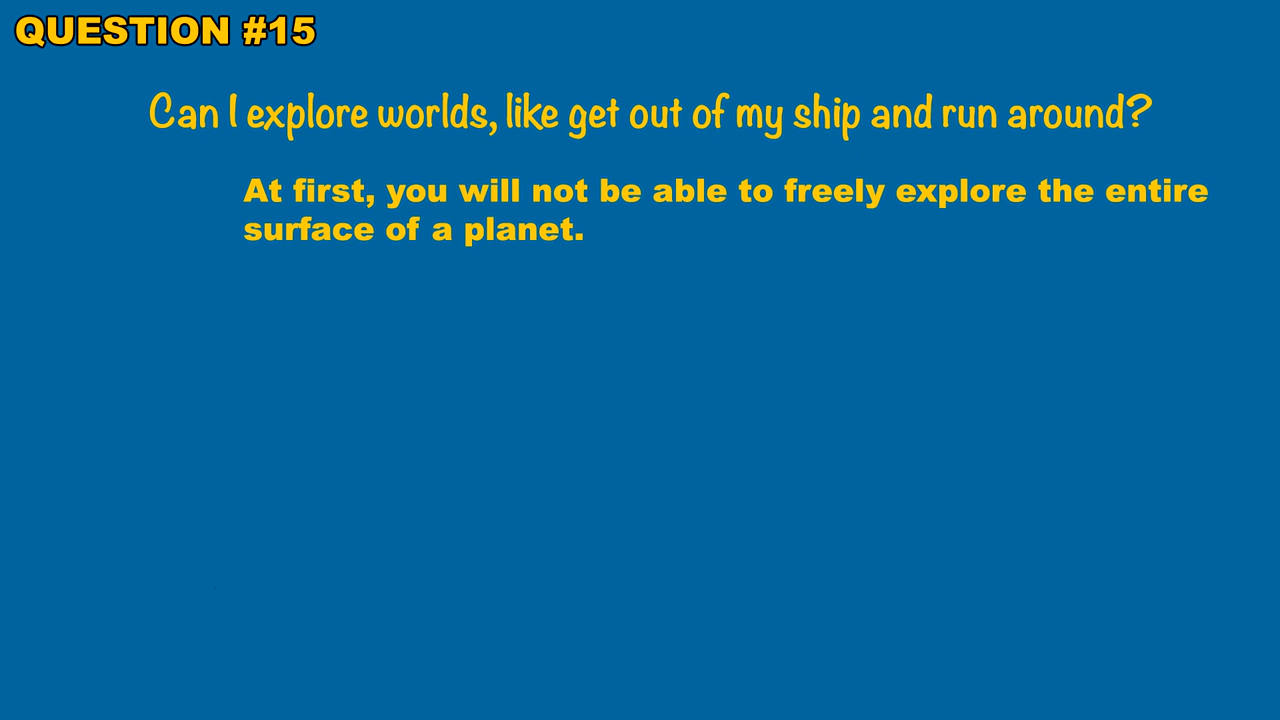 QUESTION #15
Can I explore worlds, like get out of my ship and run around?
At first, you will not be able to freely explore the entire
surface of a planet.